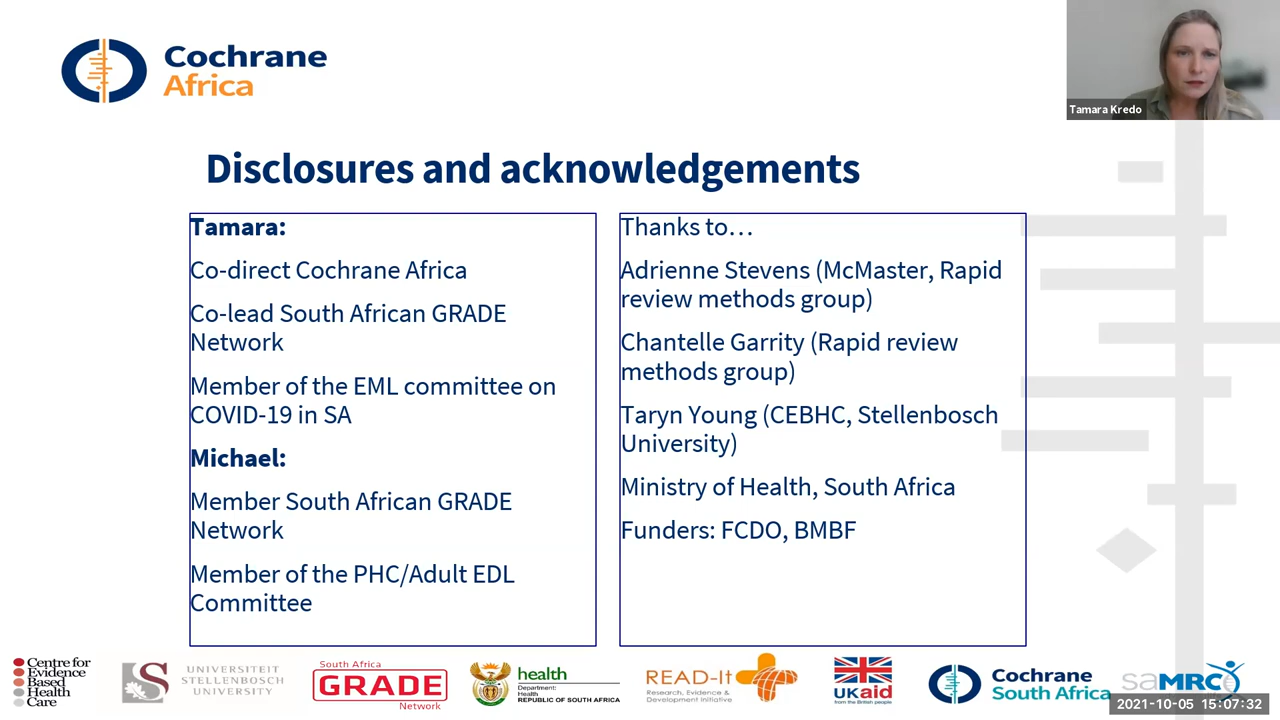 Cochrane
Africa
Tamara Kredo
Disclosures and acknowledgements
Tamara:
Co-direct Cochrane Africa
Co-lead South African GRADE
Network
Member of the EML committee on
COVID-19 in SA
Michael:
Member South African GRADE
Network
Member of the PHC/Adult EDL
Committee
Thanks to…
Adrienne Stevens (McMaster, Rapid
review methods group)
Chantelle Garrity (Rapid review
methods group)
Taryn Young (CEBHC, Stellenbosch
University)
Ministry of Health, South Africa
Funders: FCDO, BMBF
Centre for
Evidence
Based
Health
Care
UNIVERSITEIT
STELLENBOSCH
UNIVERSITY
South Africa
GRADE
Network
health
Department:
Health
REPUBLIC OF SOUTH AFRICA
READ-It
Research, Evidence &
Development Initiative
UKaid
from the British people
Cochrane
South Africa
saMRC
2021-10-05 15:07:32